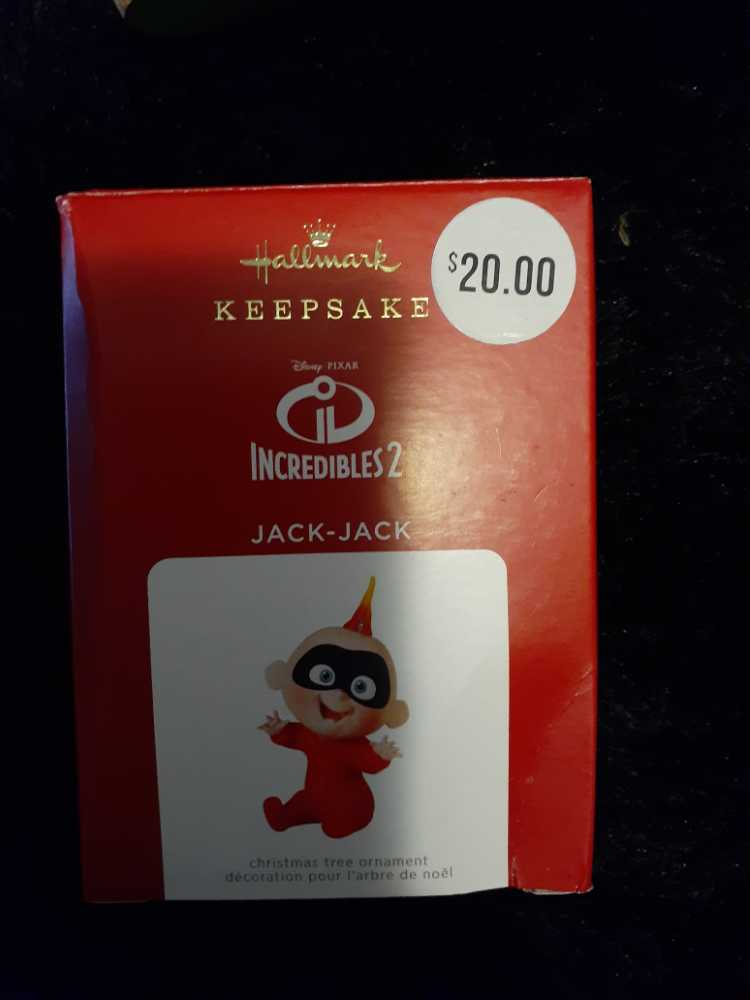 Hallmark
KEEPSAKE
$20.00
Disney PIXAR
INCREDIBLES 2
JACK-JACK
christmas tree ornament
décoration pour l'arbre de noël